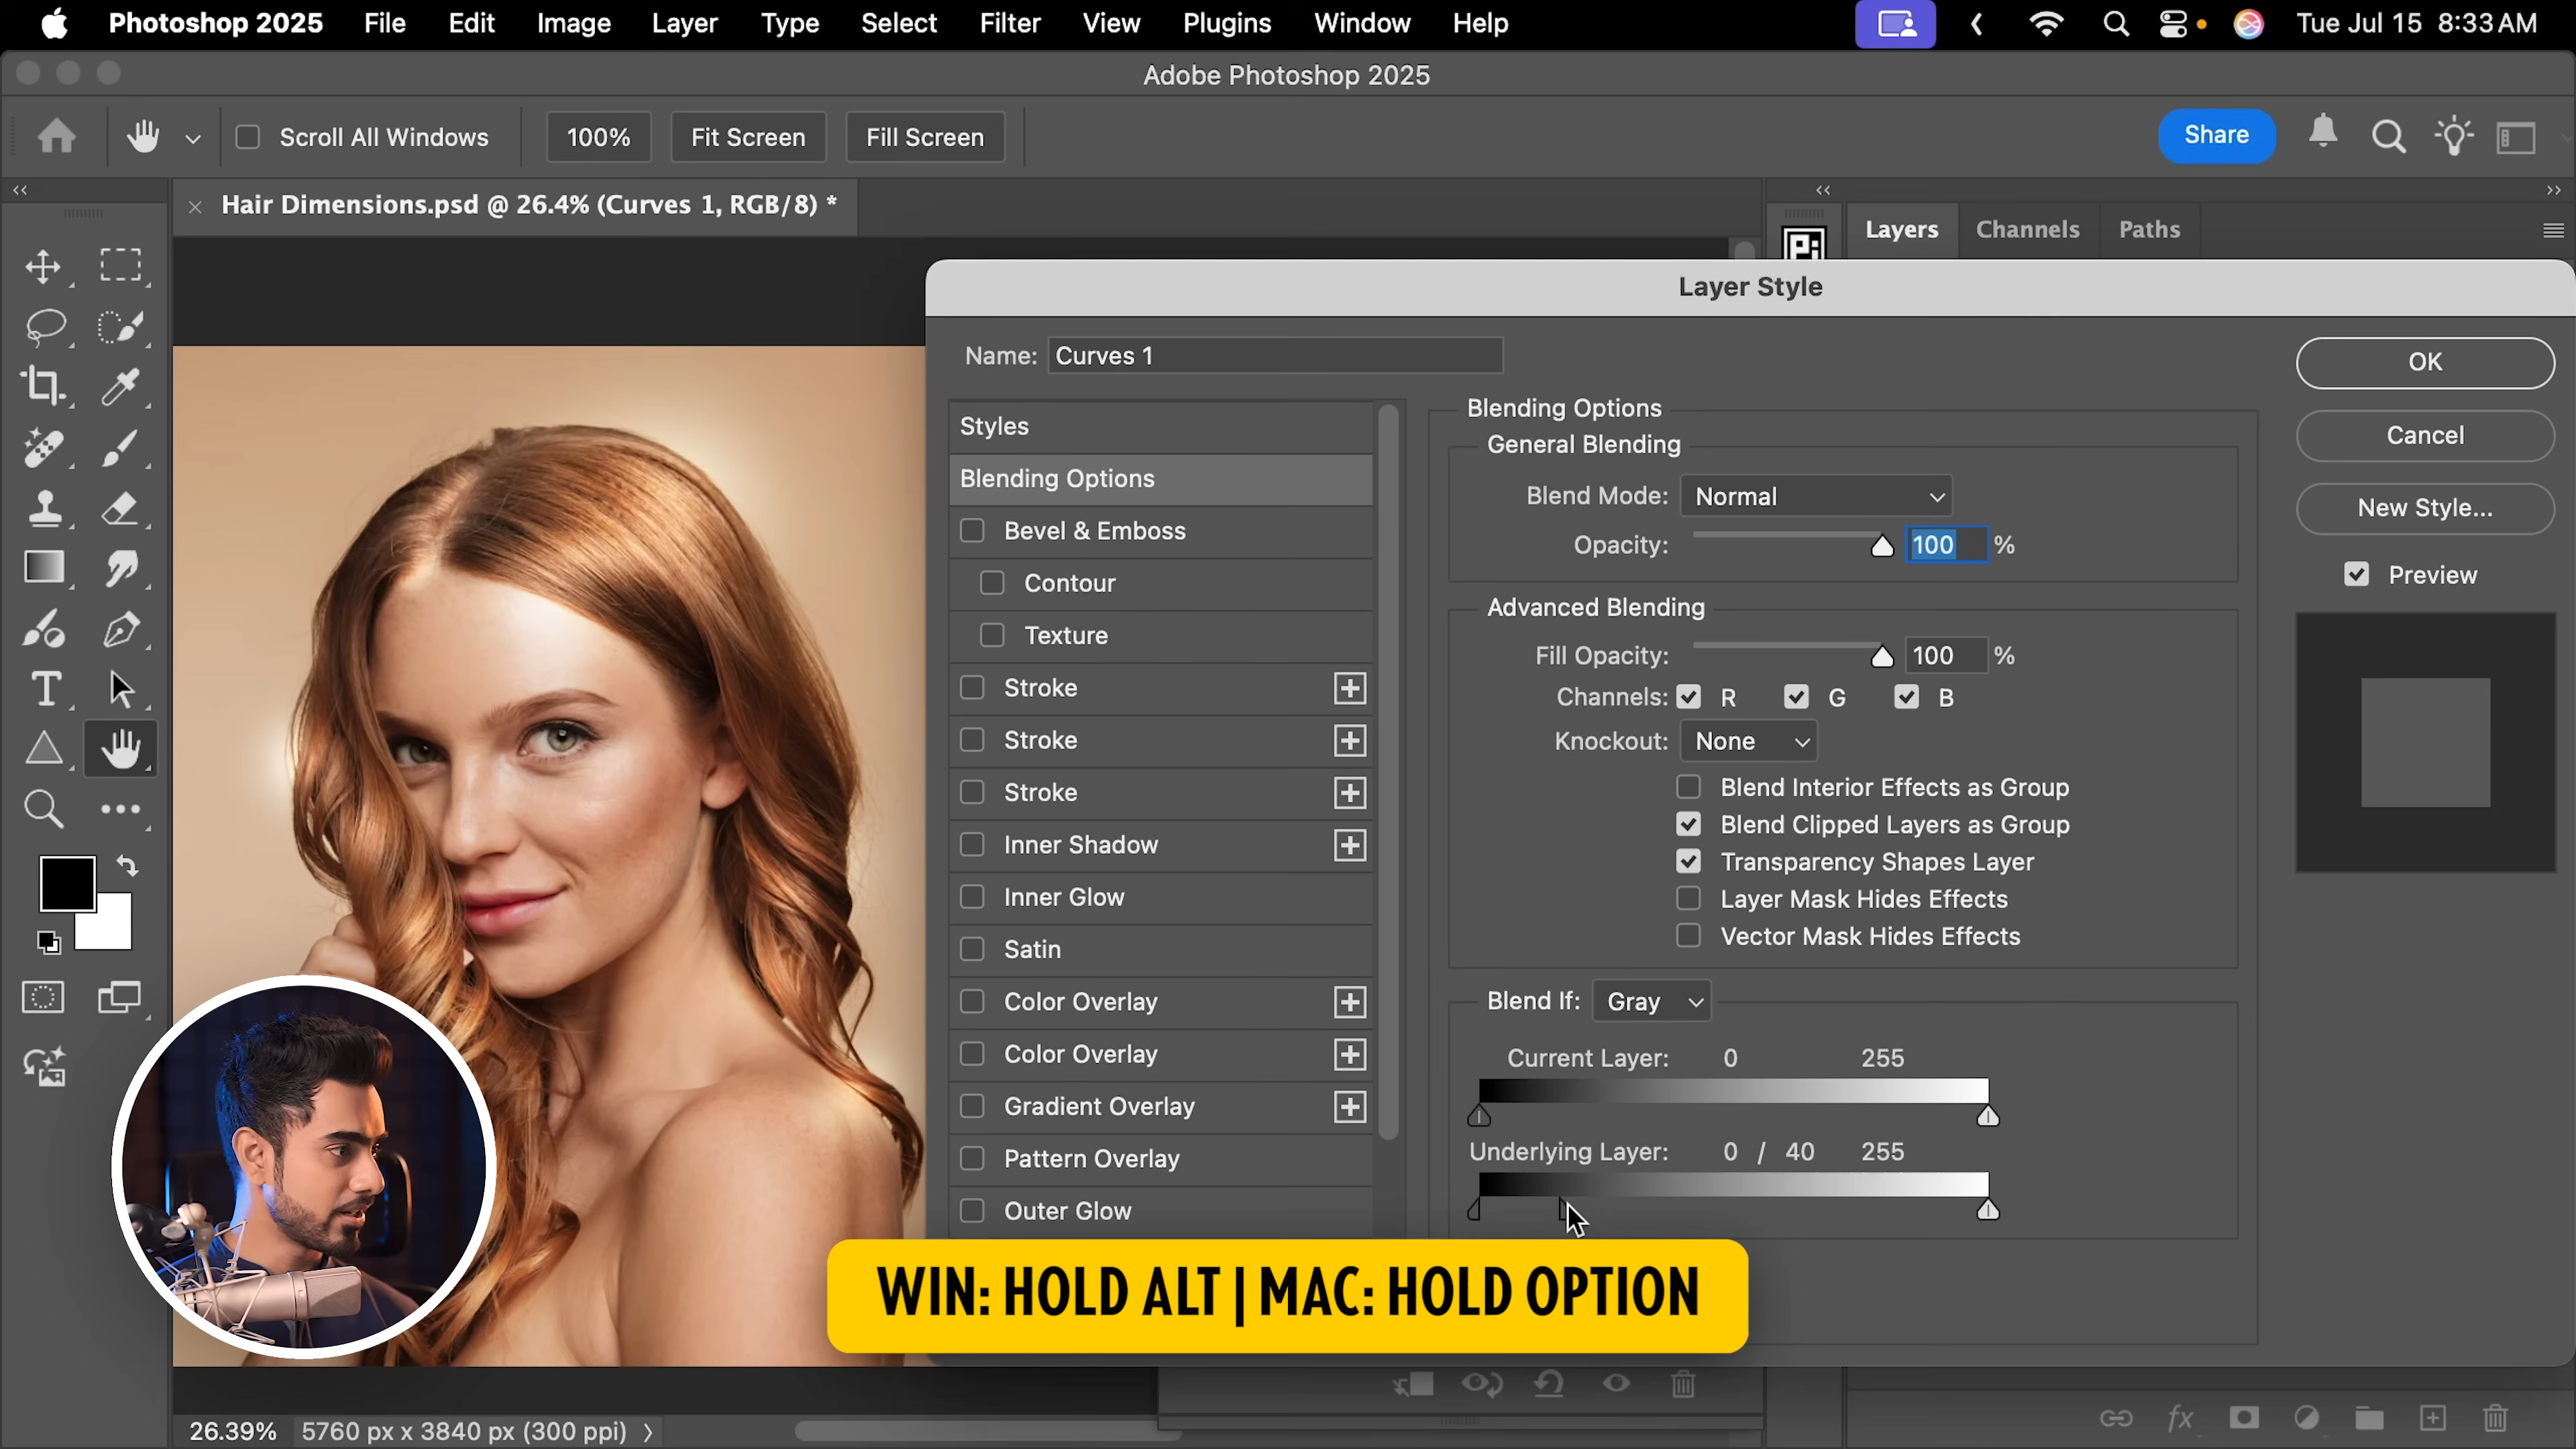 Photoshop 2025 File Edit Image Layer Type Select Filter View Plugins Window Help Tue Jul 15 8:33 AM
Adobe Photoshop 2025
Scroll All Windows 100% Fit Screen Fill Screen Share
Hair Dimensions.psd @ 26.4% (Curves 1, RGB/8) *
Layers Channels Paths
Layer Style
Name: Curves 1
OK
Cancel
New Style...
Preview
Styles
Blending Options
Bevel & Emboss
Contour
Texture
Stroke
Stroke
Stroke
Inner Shadow
Inner Glow
Satin
Color Overlay
Color Overlay
Gradient Overlay
Pattern Overlay
Outer Glow
Blending Options
General Blending
Blend Mode: Normal
Opacity: 100 %
Advanced Blending
Fill Opacity: 100 %
Channels: R G B
Knockout: None
Blend Interior Effects as Group
Blend Clipped Layers as Group
Transparency Shapes Layer
Layer Mask Hides Effects
Vector Mask Hides Effects
Blend If: Gray
Current Layer: 0 255
Underlying Layer: 0 / 40 255
WIN: HOLD ALT | MAC: HOLD OPTION
26.39% 5760 px x 3840 px (300 ppi)
fx